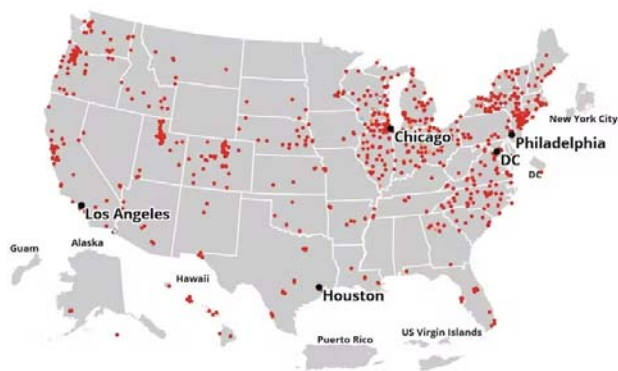 New York City
Chicago
Philadelphia
DC
DC
Los Angeles
Guam
Alaska
Hawaii
Houston
US Virgin Islands
Puerto Rico